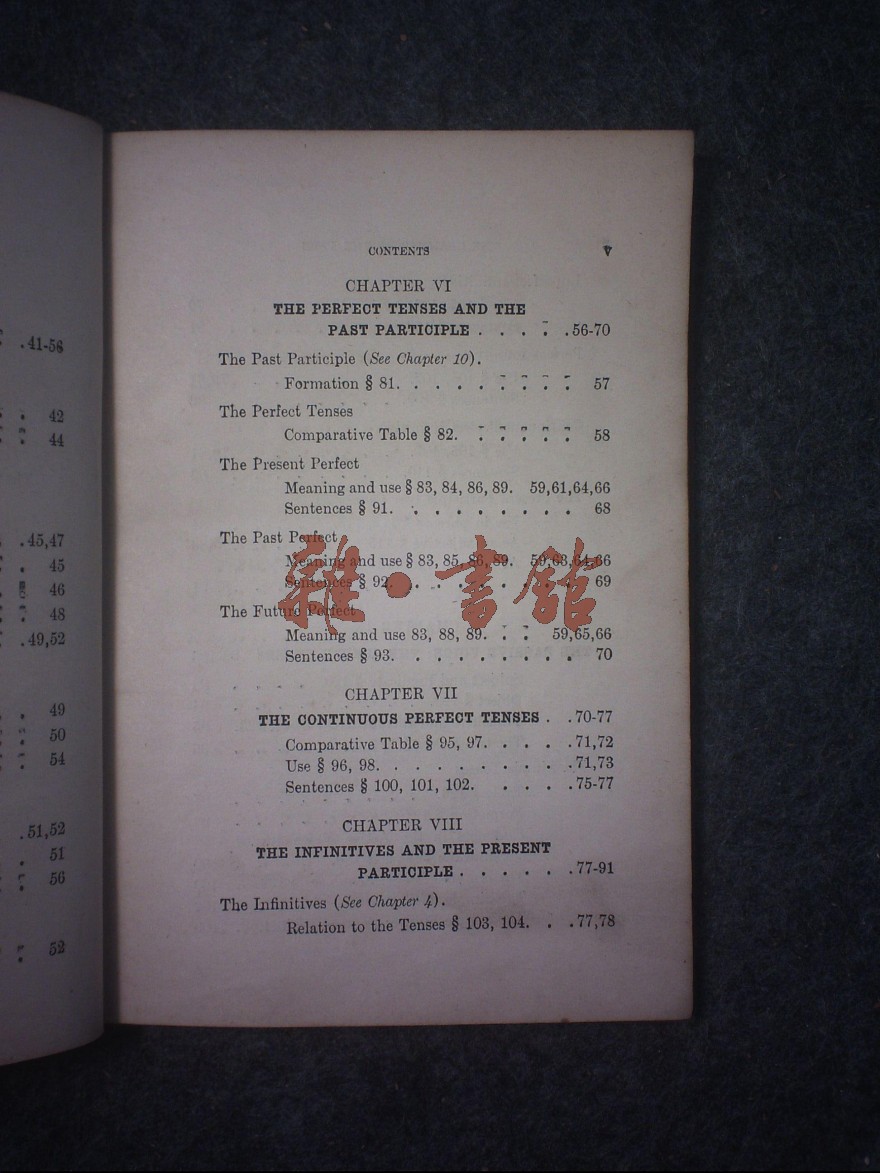 .41-56
42
44
.45,47
45
46
48
.49,52
49
50
54
.51,52
51
56
52
CONTENTS V
CHAPTER VI
THE PERFECT TENSES AND THE
PAST PARTICIPLE . . . . .56-70
The Past Participle (See Chapter 10).
Formation § 81. . . . . . . . . 57
The Perfect Tenses
Comparative Table § 82. . . . . . 58
The Present Perfect
Meaning and use § 83, 84, 86, 89. 59,61,64,66
Sentences § 91. . . . . . . . . 68
The Past Perfect
Meaning and use § 83, 85, 86, 89. 59,63,64,66
Sentences § 92. . . . . . . . . 69
The Future Perfect
Meaning and use 83, 88, 89. . . 59,65,66
Sentences § 93. . . . . . . . . 70
雜·書館
CHAPTER VII
THE CONTINUOUS PERFECT TENSES . .70-77
Comparative Table § 95, 97. . . . .71,72
Use § 96, 98. . . . . . . . . .71,73
Sentences § 100, 101, 102. . . . .75-77
CHAPTER VIII
THE INFINITIVES AND THE PRESENT
PARTICIPLE . . . . . . .77-91
The Infinitives (See Chapter 4).
Relation to the Tenses § 103, 104. . .77,78